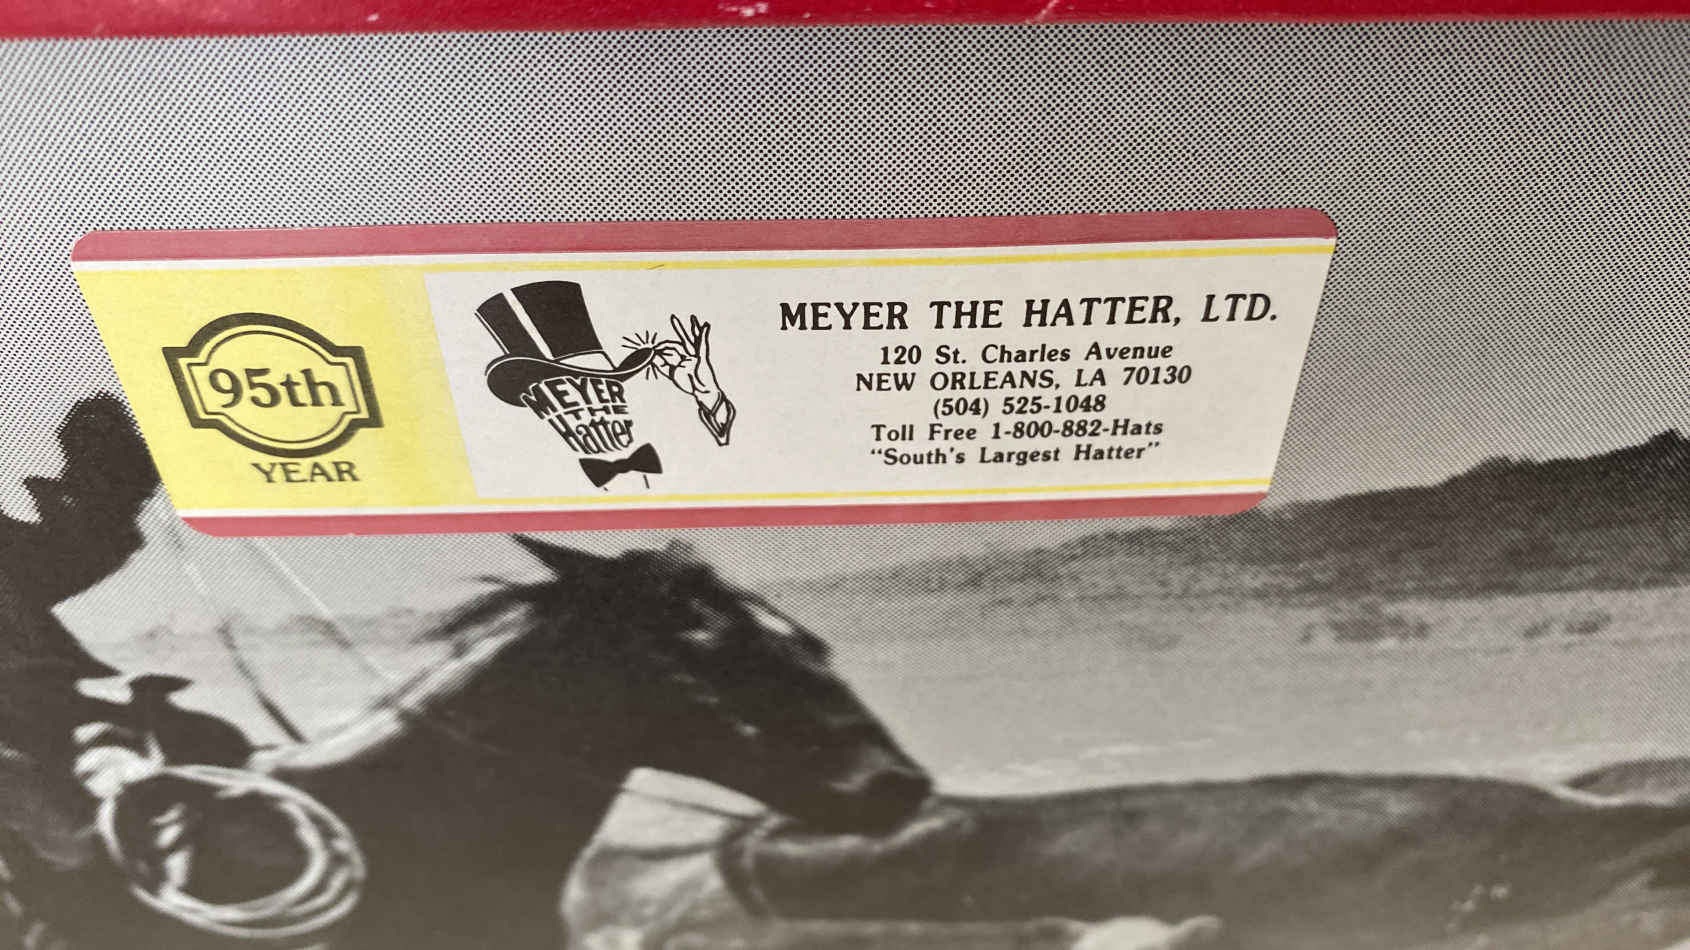 95th
YEAR
MEYER
THE
Hatter
MEYER THE HATTER, LTD.
120 St. Charles Avenue
NEW ORLEANS, LA 70130
(504) 525-1048
Toll Free 1-800-882-Hats
“South's Largest Hatter”